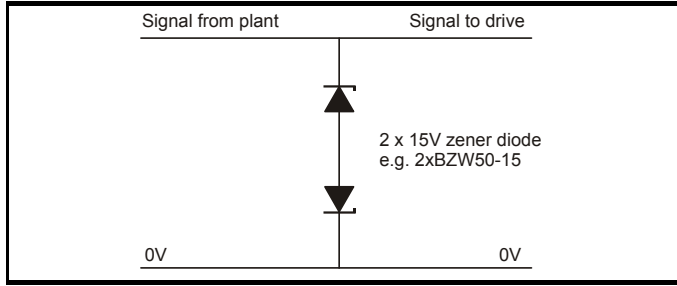 Signal from plant
Signal to drive
2 x 15V zener diode
e.g. 2xBZW50-15
0V
0V